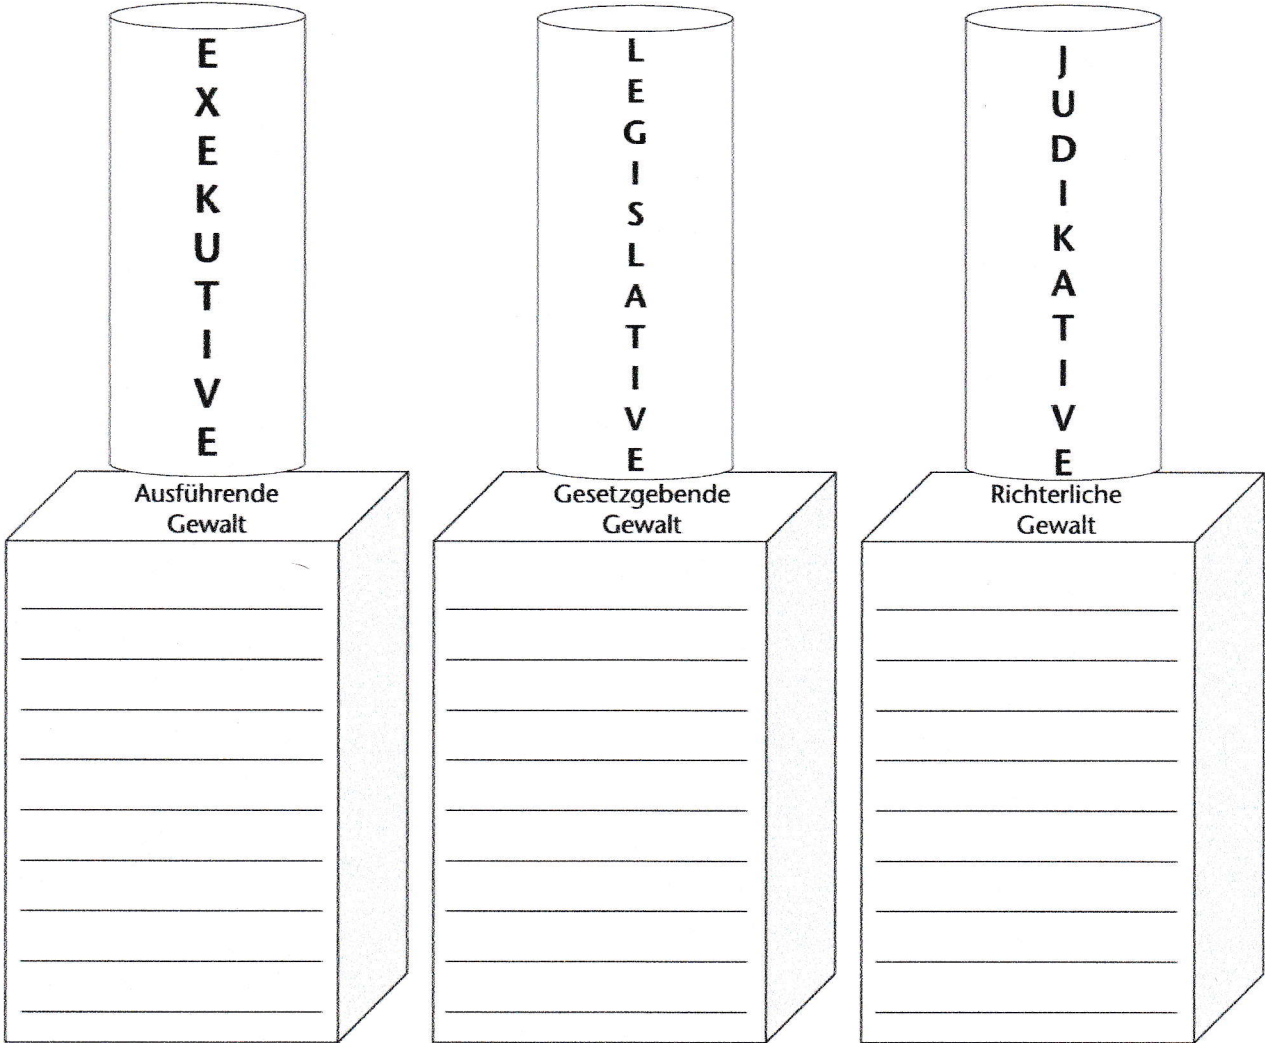 EXEKUTIVE
Ausführende
Gewalt
LEGISLATIVE
Gesetzgebende
Gewalt
JUDIKATIVE
Richterliche
Gewalt